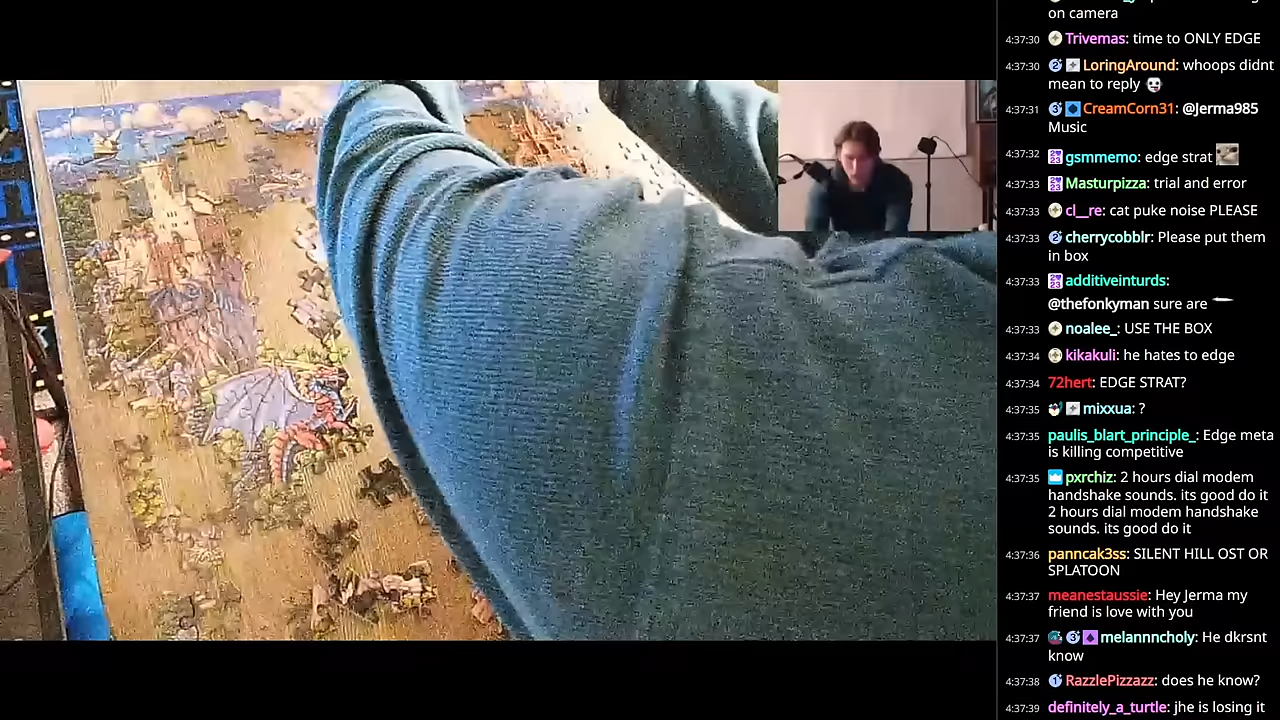 on camera
4:37:30 Trivemas: time to ONLY EDGE
4:37:30 LoringAround: whoops didnt
mean to reply
4:37:31 CreamCorn31: @Jerma985
Music
4:37:32 gsmmemo: edge strat
4:37:33 Masturpizza: trial and error
4:37:33 cl__re: cat puke noise PLEASE
4:37:33 cherrycobblr: Please put them
in box
4:37:33 additiveinturds:
@thefonkyman sure are
4:37:33 noalee_: USE THE BOX
4:37:34 kikakuli: he hates to edge
4:37:34 72hert: EDGE STRAT?
4:37:35 mixxua: ?
4:37:35 paulis_blart_principle_: Edge meta
is killing competitive
4:37:35 pxrchiz: 2 hours dial modem
handshake sounds. its good do it
2 hours dial modem handshake
sounds. its good do it
4:37:36 panncak3ss: SILENT HILL OST OR
SPLATOON
4:37:37 meanestaussie: Hey Jerma my
friend is love with you
4:37:37 melannncholy: He dkrsnt
know
4:37:38 RazzlePizzazz: does he know?
4:37:39 definitely_a_turtle: jhe is losing it